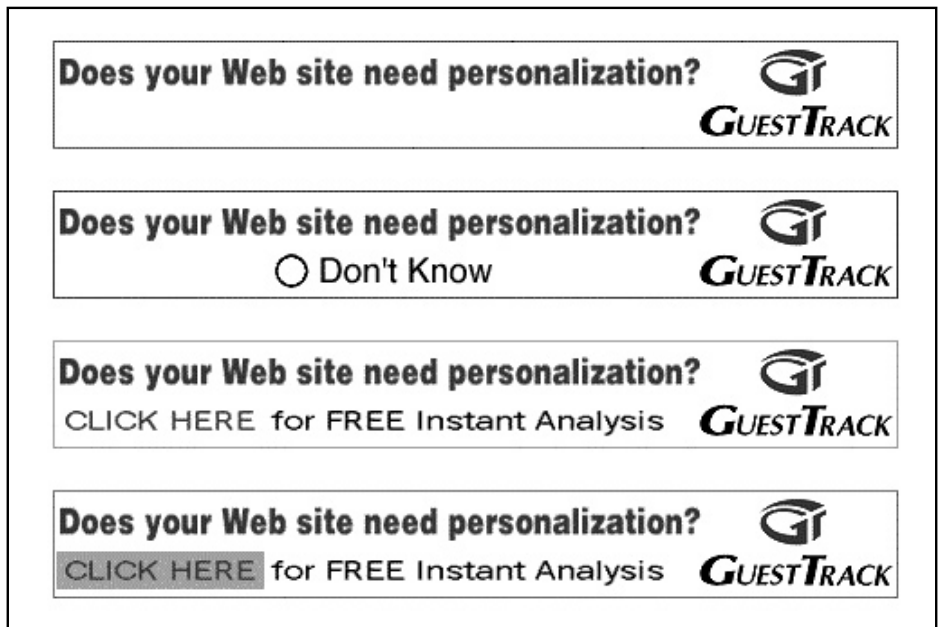 Does your Web site need personalization?
GT
GUESTTRACK
Does your Web site need personalization?
GT
Don't Know
GUESTTRACK
Does your Web site need personalization?
GT
CLICK HERE for FREE Instant Analysis
GUESTTRACK
Does your Web site need personalization?
GT
CLICK HERE for FREE Instant Analysis
GUESTTRACK